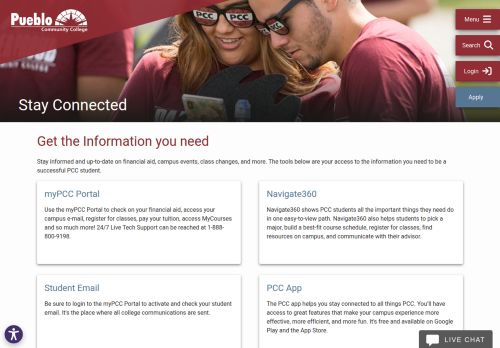 Pueblo
Community College
PCC
PCC
Menu
Search
Login
Apply
Stay Connected
Get the Information you need
Stay informed and up-to-date on financial aid, campus events, class changes, and more. The tools below are your access to the information you need to be a
successful PCC student.
myPCC Portal
Use the myPCC Portal to check on your financial aid, access your
campus e-mail, register for classes, pay your tuition, access MyCourses
and so much more! 24/7 Live Tech Support can be reached at 1-888-
800-9198.
Navigate360
Navigate360 shows PCC students all the important things they need do
in one easy-to-view path. Navigate360 also helps students to pick a
major, build a best-fit course schedule, register for classes, find
resources on campus, and communicate with their advisor.
Student Email
Be sure to login to the myPCC Portal to activate and check your student
email. It's the place where all college communications are sent.
PCC App
The PCC app helps you stay connected to all things PCC. You'll have
access to great features that make your campus experience more
effective, more efficient, and more fun. It's free and available on Google
Play and the App Store.
LIVE CHAT